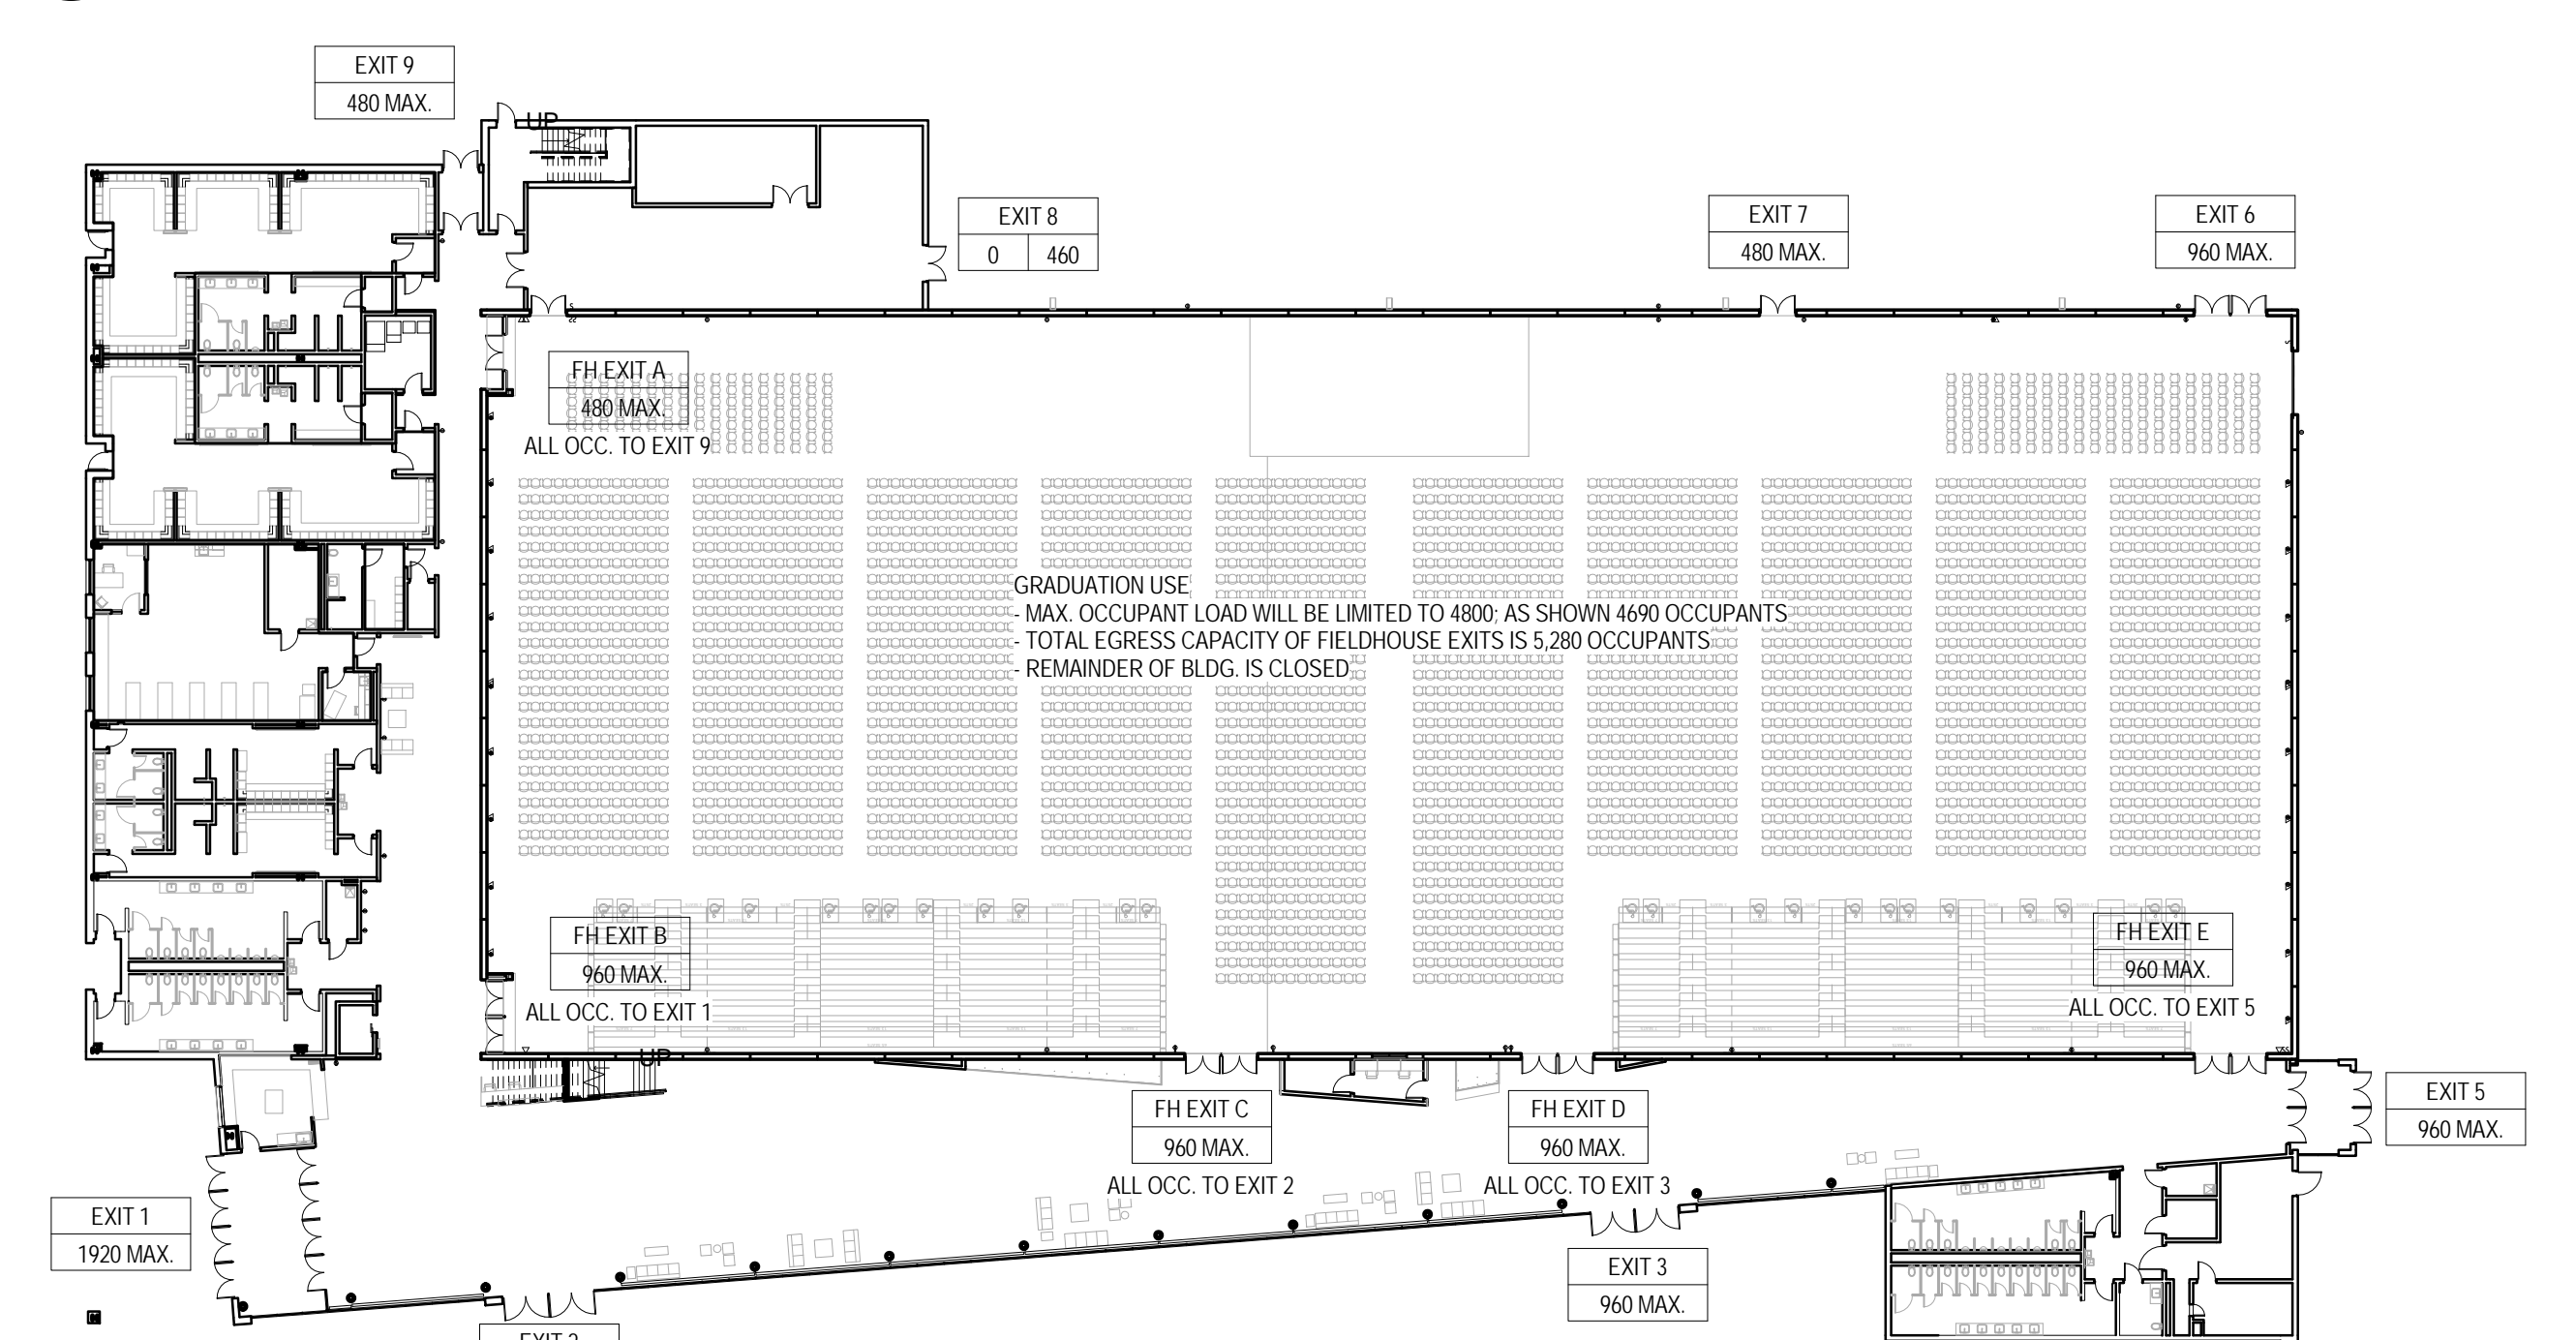 EXIT 9
480 MAX.
UP
EXIT 8
0 460
EXIT 7
480 MAX.
EXIT 6
960 MAX.
FH EXIT A
480 MAX.
ALL OCC. TO EXIT 9
GRADUATION USE
- MAX. OCCUPANT LOAD WILL BE LIMITED TO 4800; AS SHOWN 4690 OCCUPANTS
- TOTAL EGRESS CAPACITY OF FIELDHOUSE EXITS IS 5,280 OCCUPANTS
- REMAINDER OF BLDG. IS CLOSED
FH EXIT B
960 MAX.
ALL OCC. TO EXIT 1
FH EXIT E
960 MAX.
ALL OCC. TO EXIT 5
UP
FH EXIT C
960 MAX.
ALL OCC. TO EXIT 2
FH EXIT D
960 MAX.
ALL OCC. TO EXIT 3
EXIT 5
960 MAX.
EXIT 1
1920 MAX.
EXIT 3
960 MAX.
EXIT 2